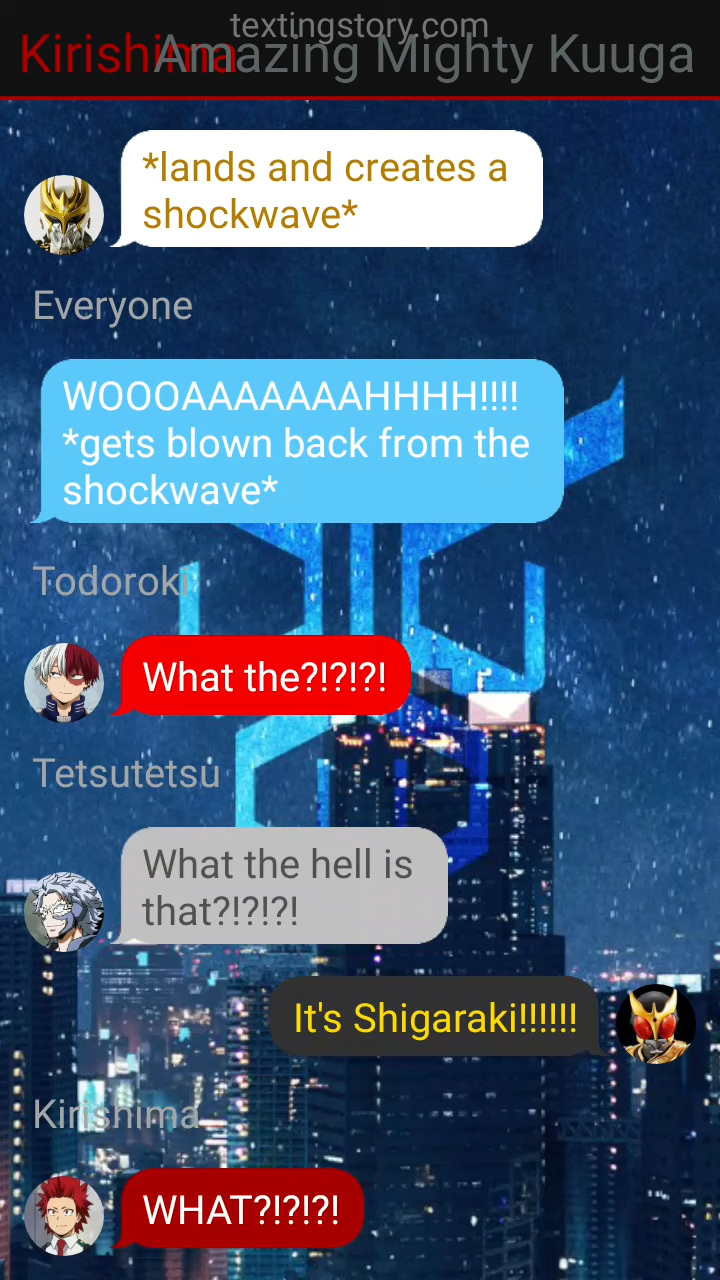 textingstory.com
Kirishima
Amazing Mighty Kuuga
*lands and creates a
shockwave*
Everyone
WOOOAAAAAAAHHHH!!!!
*gets blown back from the
shockwave*
Todoroki
What the?!?!?!
Tetsutetsu
What the hell is
that?!?!?!
It's Shigaraki!!!!!!
Kirishima
WHAT?!?!?!